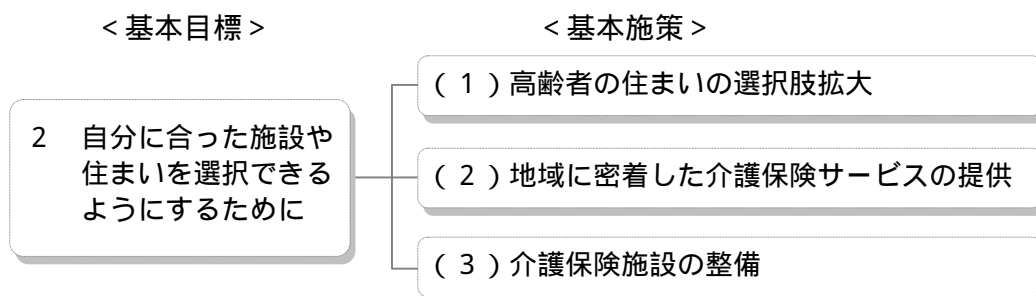 <基本目標>
<基本施策>
2 自分に合った施設や
住まいを選択できる
ようにするために
(1)高齢者の住まいの選択肢拡大
(2)地域に密着した介護保険サービスの提供
(3)介護保険施設の整備